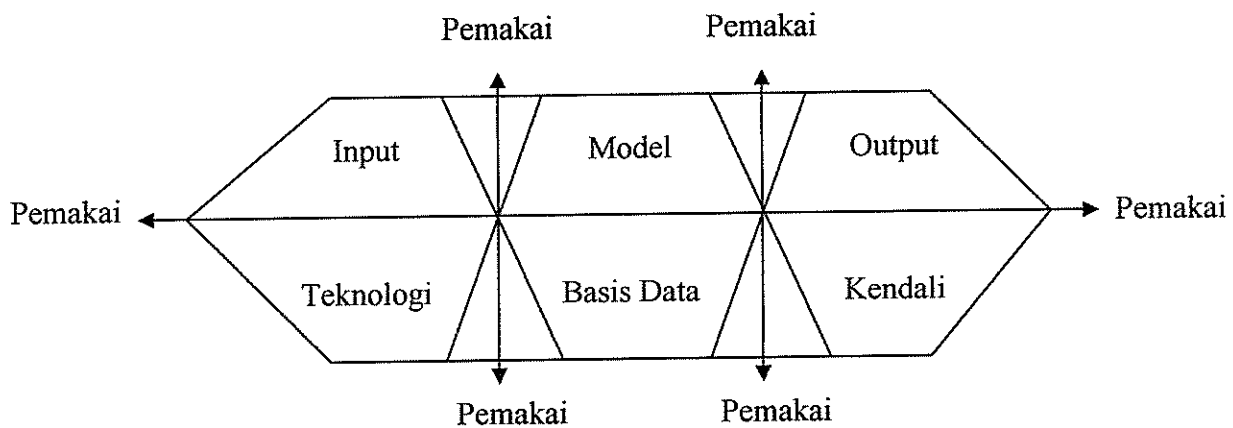 Pemakai
Pemakai
Input
Model
Output
Pemakai
Pemakai
Teknologi
Basis Data
Kendali
Pemakai
Pemakai